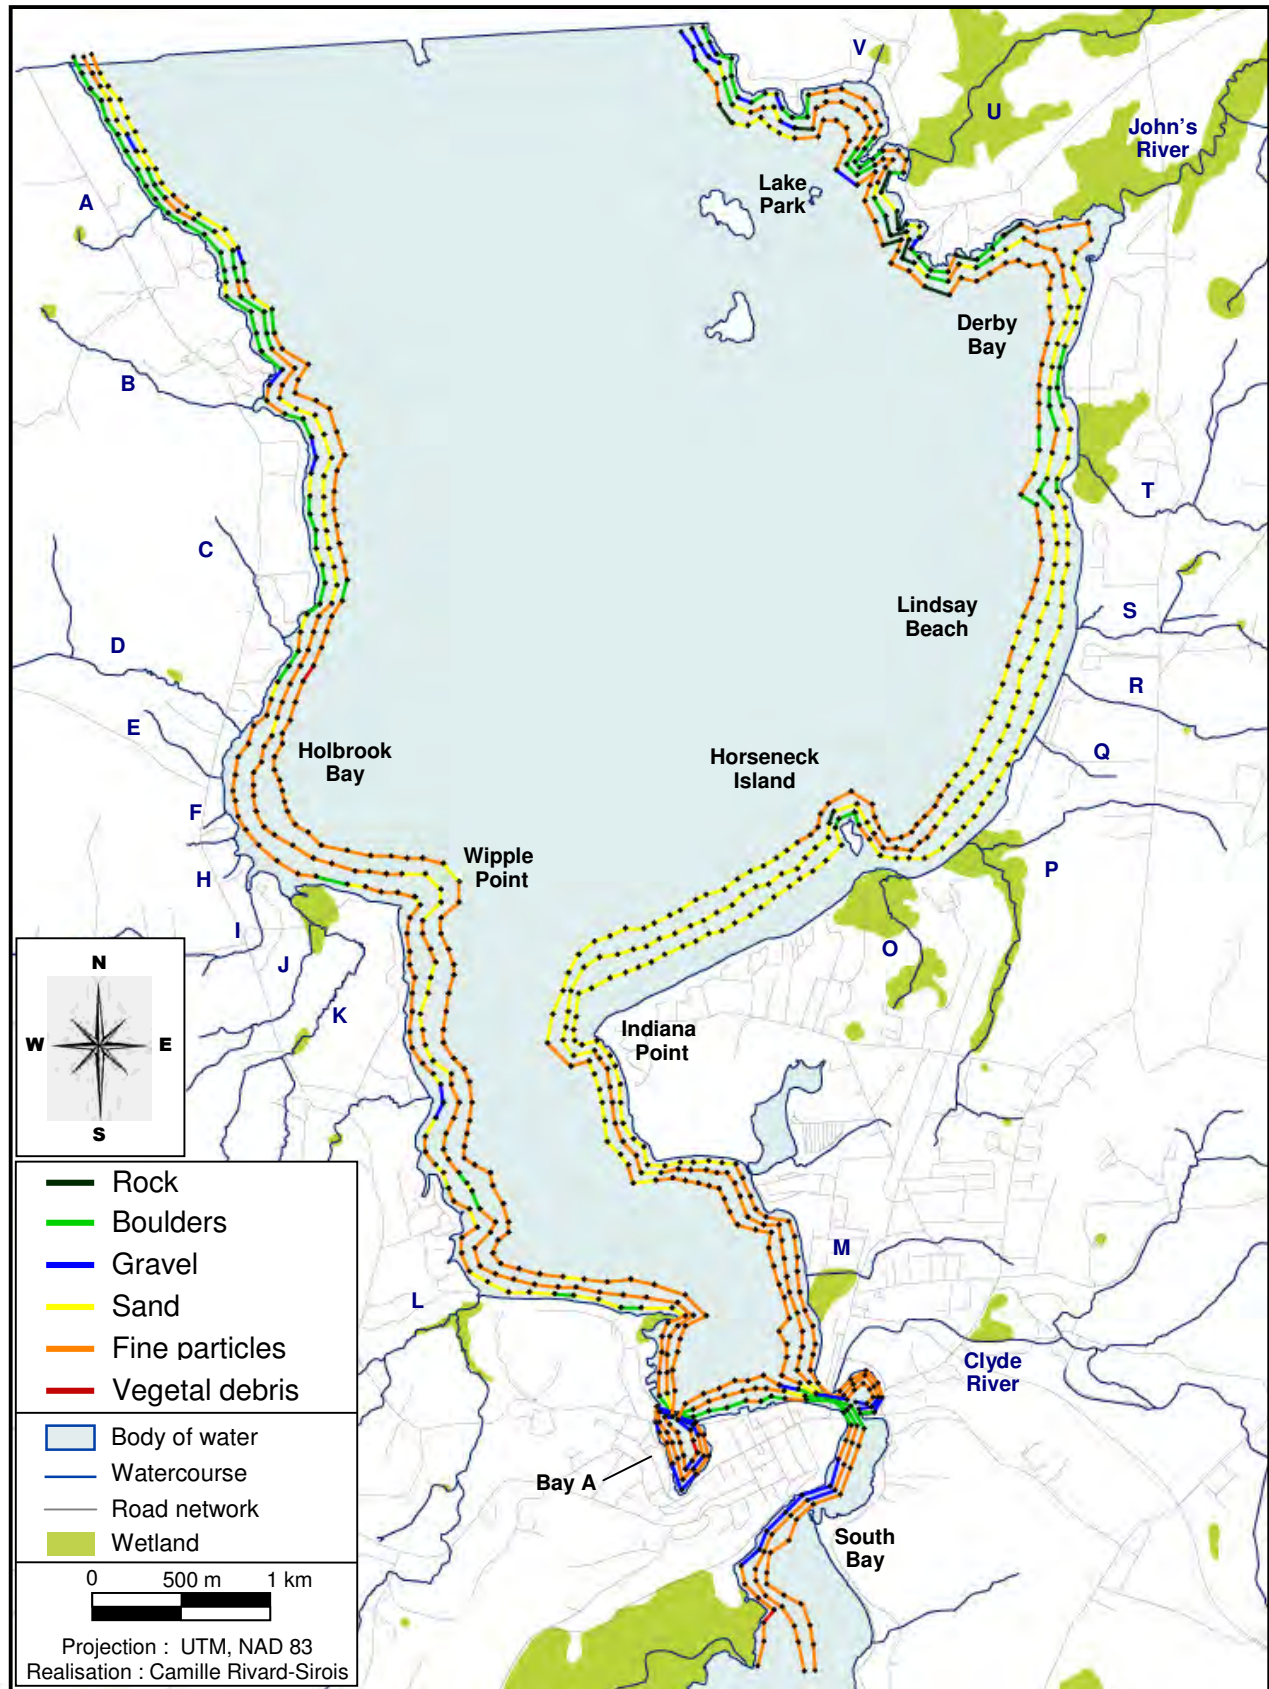 V
U
John's
River
Lake
Park
A
Derby
Bay
B
T
C
Lindsay
Beach
S
D
R
E
Holbrook
Bay
Horseneck
Island
Q
F
Wipple
Point
H
P
I
O
J
K
Indiana
Point
N
W
E
S
M
L
Clyde
River
Bay A
South
Bay
Rock
Boulders
Gravel
Sand
Fine particles
Vegetal debris
Body of water
Watercourse
Road network
Wetland
0 500 m 1 km
Projection : UTM, NAD 83
Realisation : Camille Rivard-Sirois